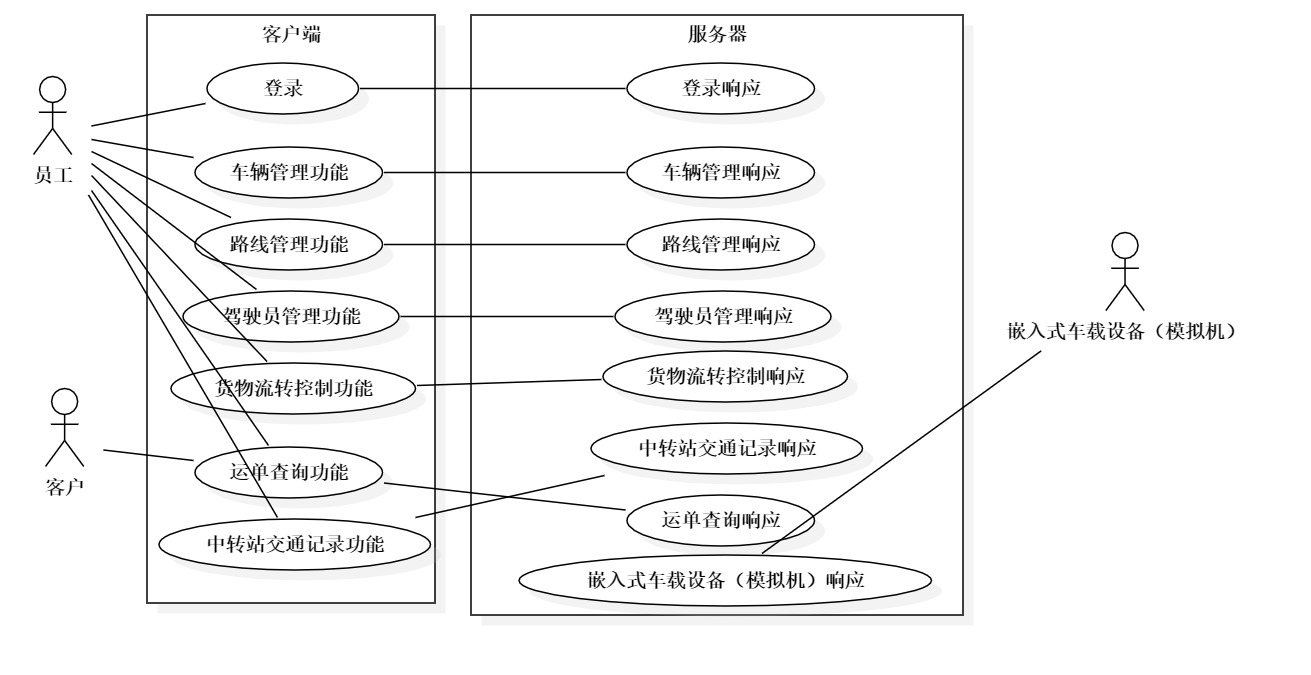 客户端
服务器
登录
登录响应
员工
车辆管理功能
车辆管理响应
路线管理功能
路线管理响应
驾驶员管理功能
驾驶员管理响应
嵌入式车载设备（模拟机）
货物流转控制功能
货物流转控制响应
中转站交通记录响应
客户
运单查询功能
运单查询响应
中转站交通记录功能
嵌入式车载设备（模拟机）响应